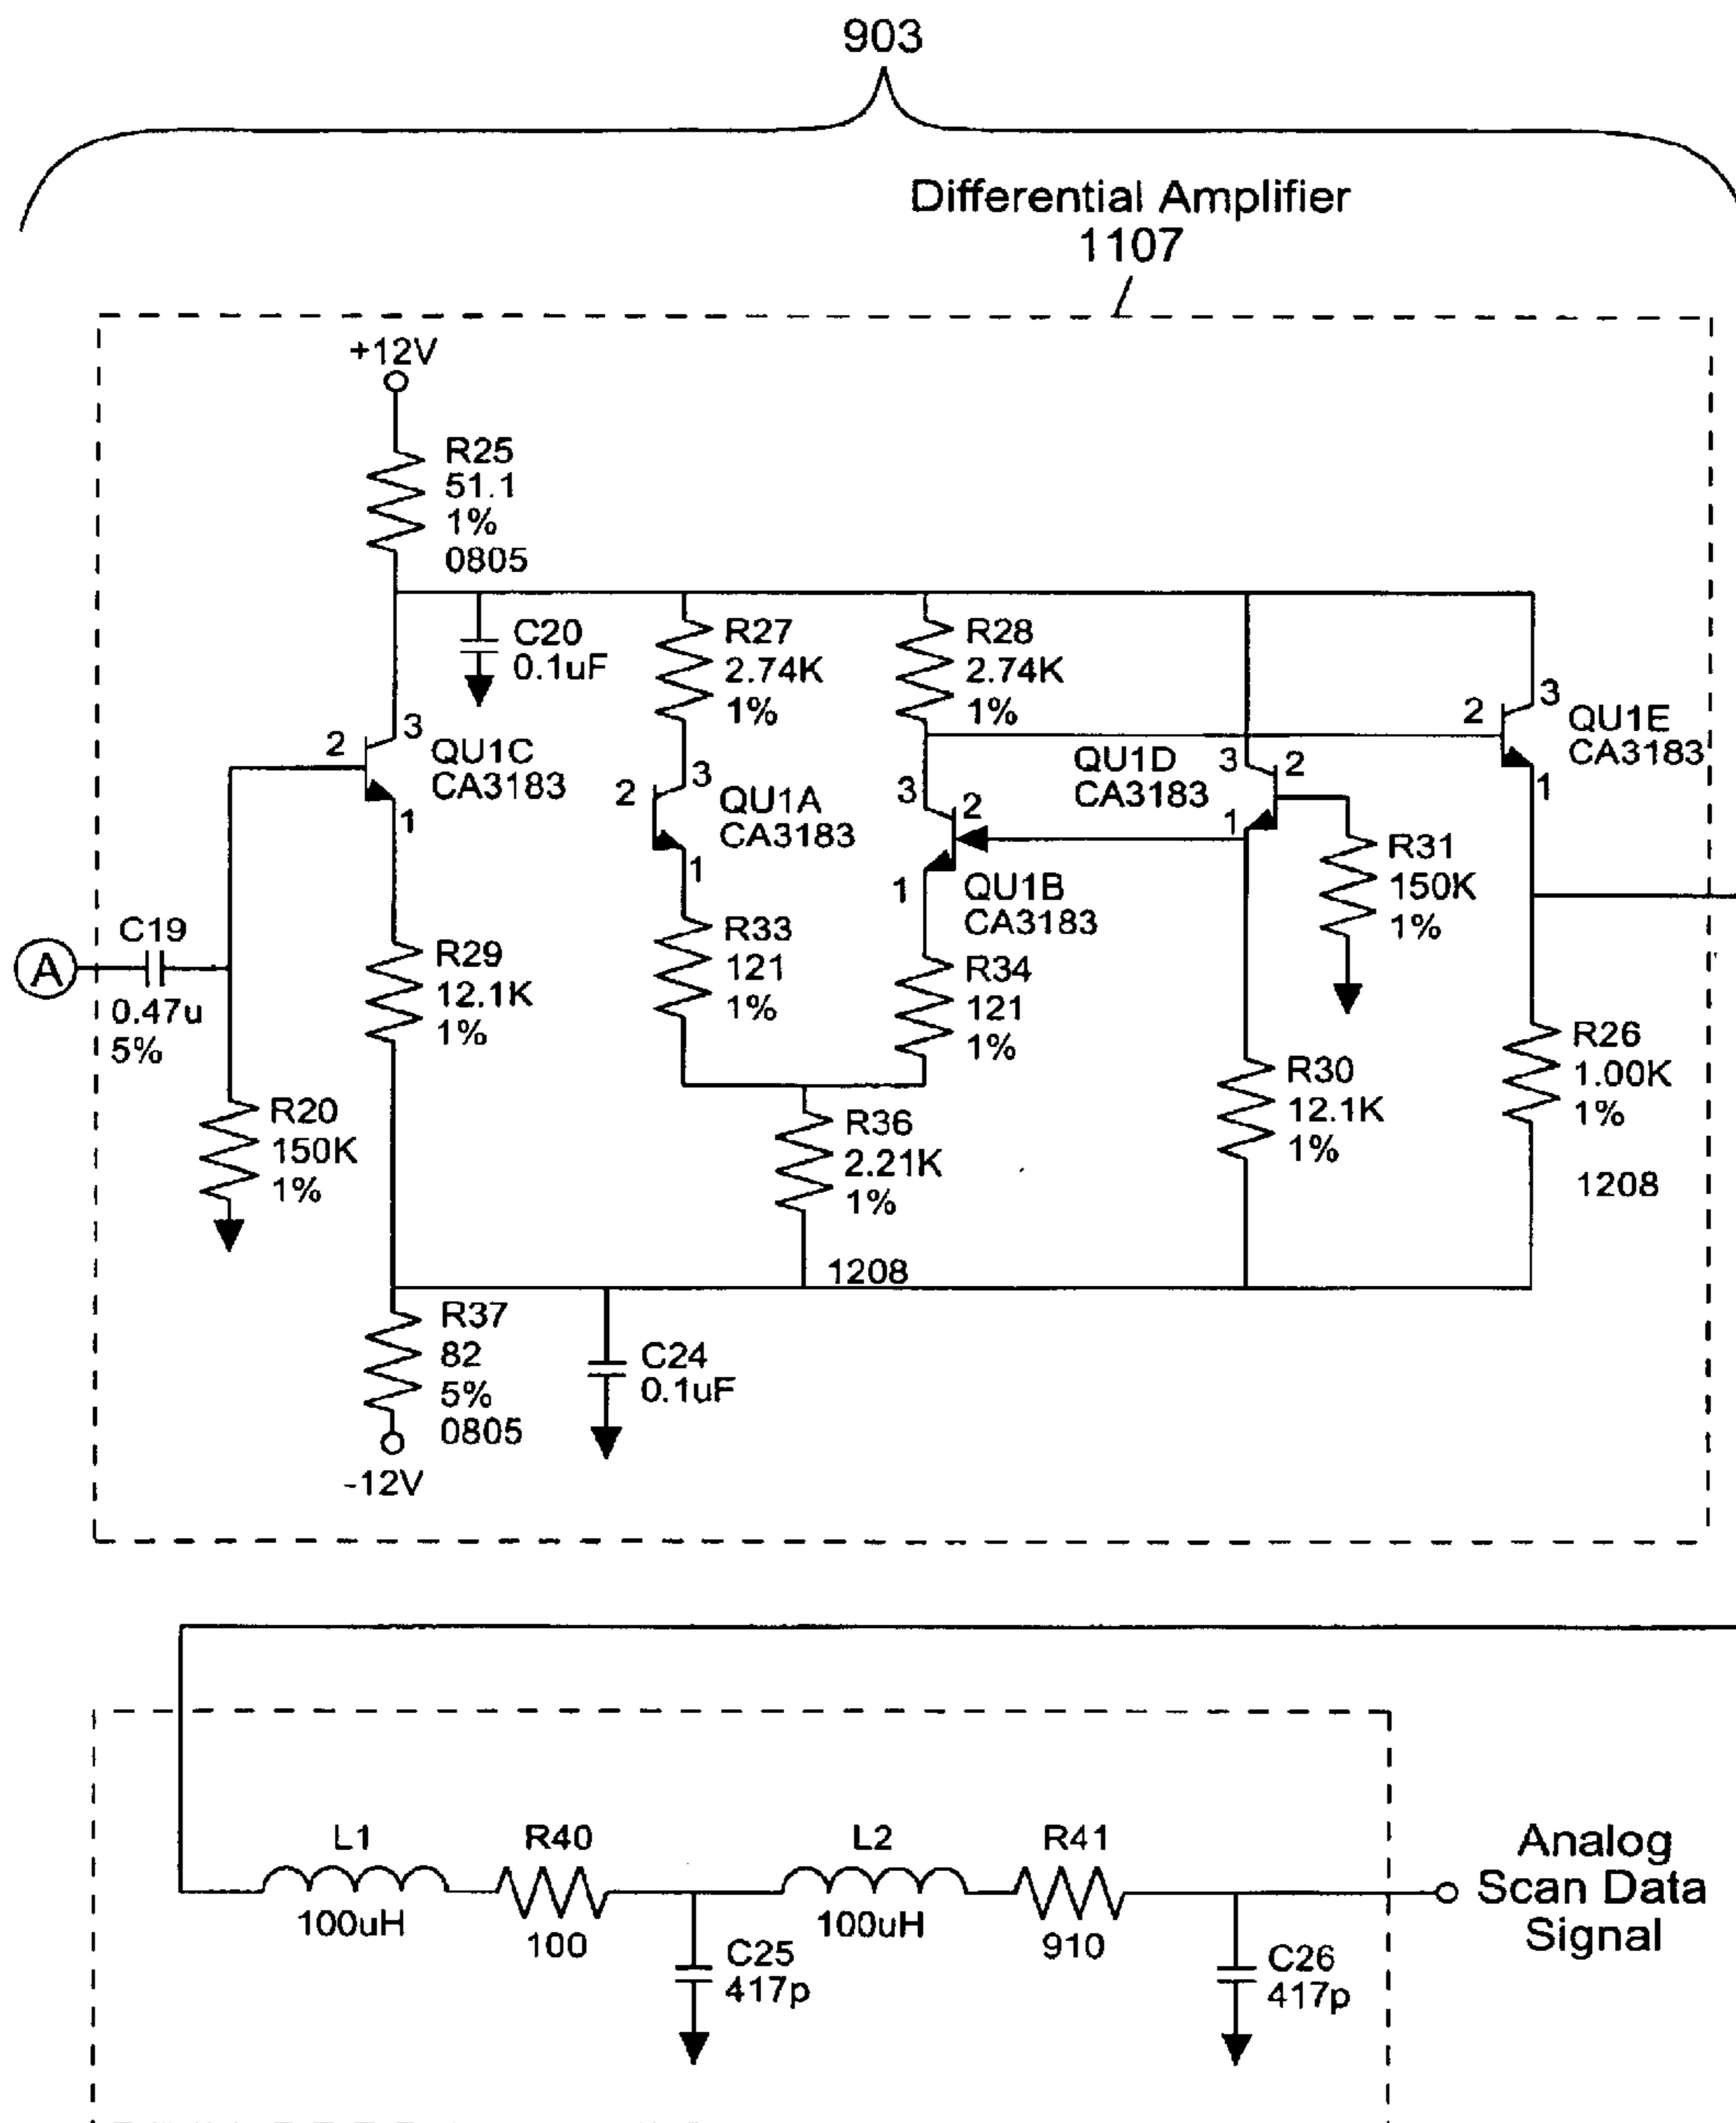 903
Differential Amplifier
1107
+12V
R25
51.1
1%
0805
C20
0.1uF
R27
2.74K
1%
R28
2.74K
1%
2
3
QU1C
CA3183
1
2
3
QU1A
CA3183
1
3
2
QU1B
CA3183
1
QU1D
CA3183
3
2
1
2
3
QU1E
CA3183
1
R31
150K
1%
A
C19
0.47u
5%
R29
12.1K
1%
R33
121
1%
R34
121
1%
R20
150K
1%
R36
2.21K
1%
R30
12.1K
1%
R26
1.00K
1%
1208
1208
R37
82
5%
0805
-12V
C24
0.1uF
L1
100uH
R40
100
C25
417p
L2
100uH
R41
910
C26
417p
Analog
Scan Data
Signal